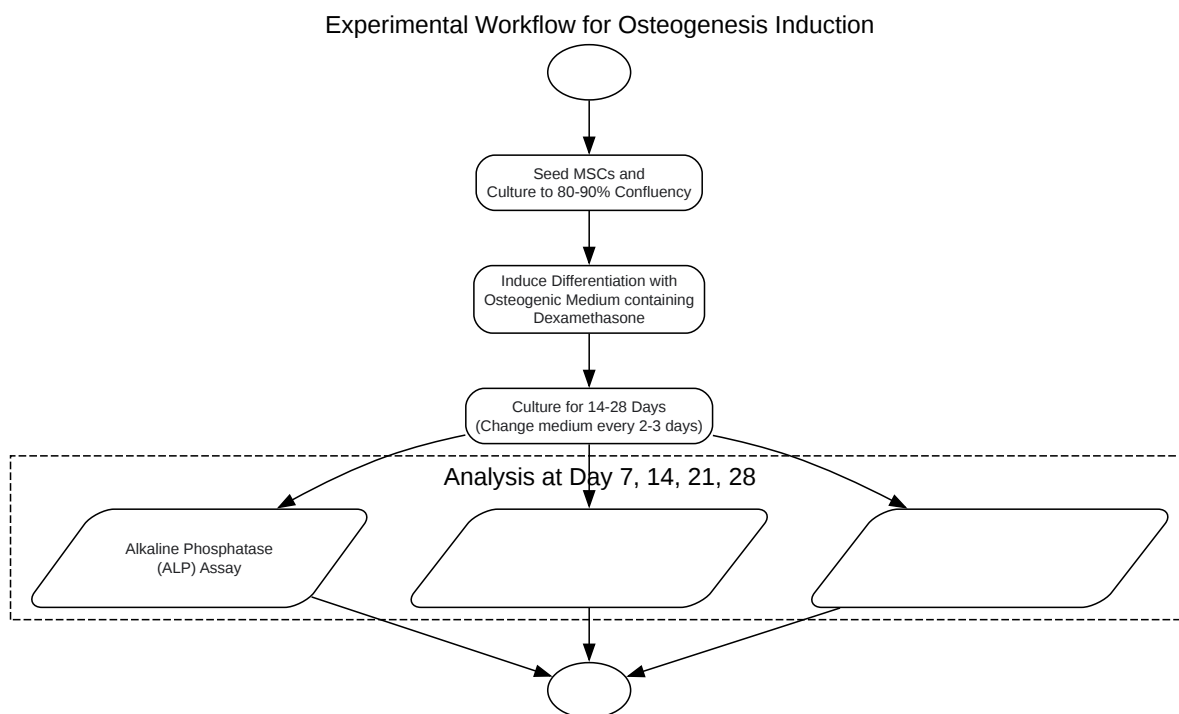 Experimental Workflow for Osteogenesis Induction
Seed MSCs and
Culture to 80-90% Confluency
Induce Differentiation with
Osteogenic Medium containing
Dexamethasone
Culture for 14-28 Days
(Change medium every 2-3 days)
Analysis at Day 7, 14, 21, 28
Alkaline Phosphatase
(ALP) Assay